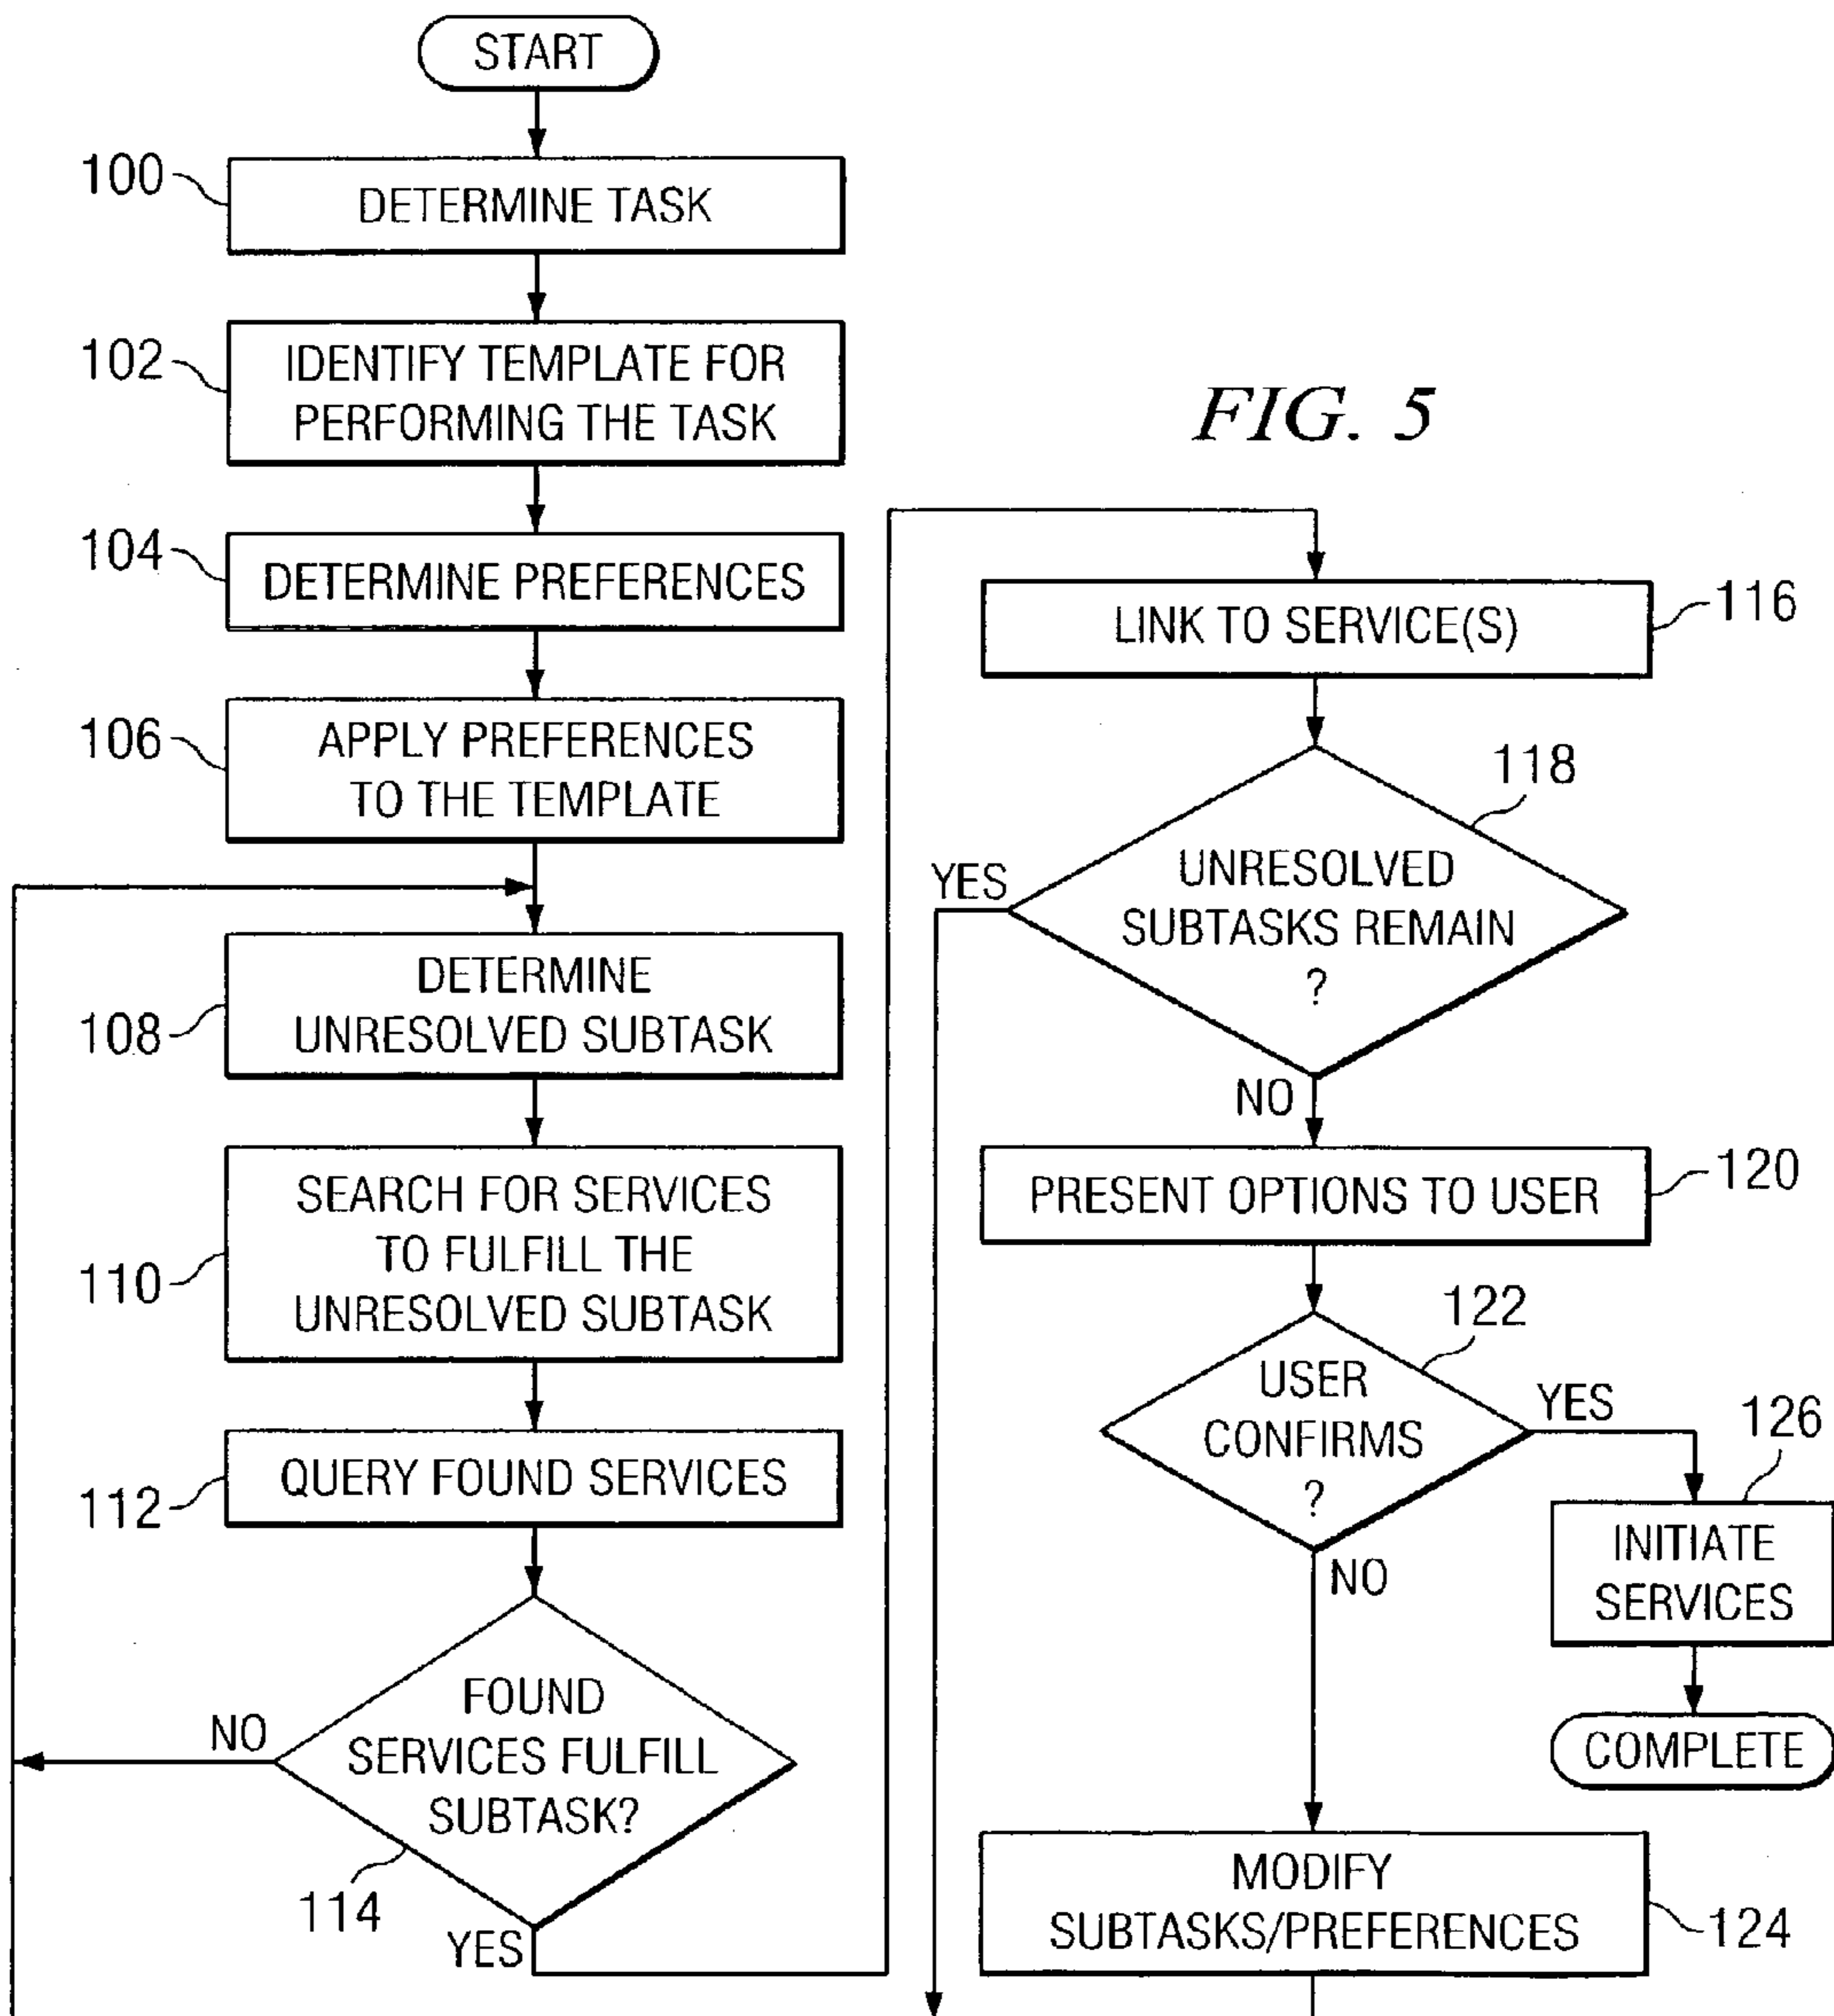 START
100
DETERMINE TASK
102
IDENTIFY TEMPLATE FOR
PERFORMING THE TASK
104
DETERMINE PREFERENCES
106
APPLY PREFERENCES
TO THE TEMPLATE
108
DETERMINE
UNRESOLVED SUBTASK
110
SEARCH FOR SERVICES
TO FULFILL THE
UNRESOLVED SUBTASK
112
QUERY FOUND SERVICES
NO
FOUND
SERVICES FULFILL
SUBTASK?
114
YES
FIG. 5
LINK TO SERVICE(S)
116
118
YES
UNRESOLVED
SUBTASKS REMAIN
?
NO
PRESENT OPTIONS TO USER
120
122
USER
CONFIRMS
?
YES
126
INITIATE
SERVICES
COMPLETE
NO
MODIFY
SUBTASKS/PREFERENCES
124